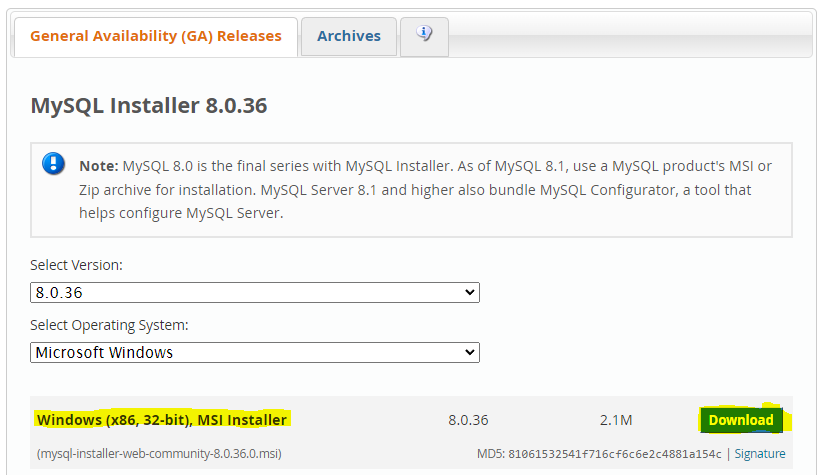 General Availability (GA) Releases
Archives
MySQL Installer 8.0.36
Note: MySQL 8.0 is the final series with MySQL Installer. As of MySQL 8.1, use a MySQL product's MSI or
Zip archive for installation. MySQL Server 8.1 and higher also bundle MySQL Configurator, a tool that
helps configure MySQL Server.
Select Version:
8.0.36
Select Operating System:
Microsoft Windows
Windows (x86, 32-bit), MSI Installer 8.0.36 2.1M Download
(mysql-installer-web-community-8.0.36.0.msi) MD5: 81061532541f716cf6c6e2c4881a154c | Signature